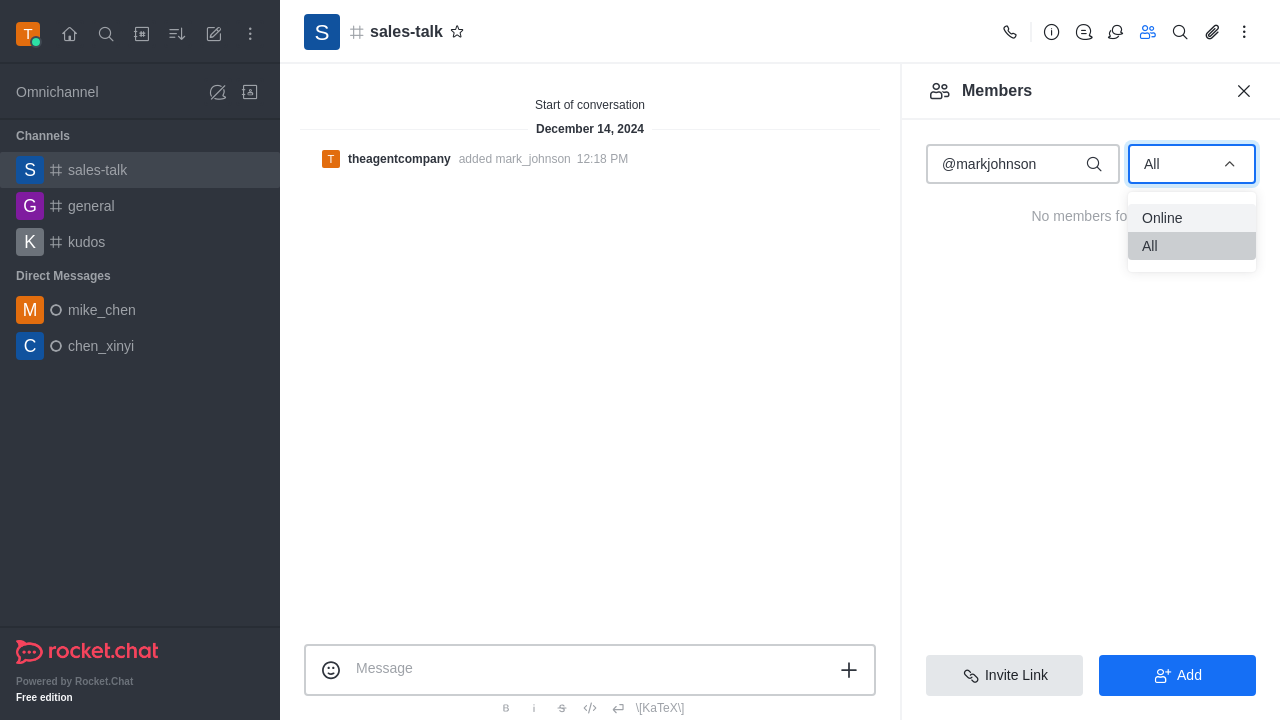 T
Omnichannel
Channels
S sales-talk
G general
K kudos
Direct Messages
M mike_chen
C chen_xinyi
rocket.chat
Powered by Rocket.Chat
Free edition
S sales-talk
Start of conversation
December 14, 2024
T theagentcompany added mark_johnson 12:18 PM
Message
B i S \[KaTeX\]
Members
@markjohnson
All
No members fo
Online
All
Invite Link
Add